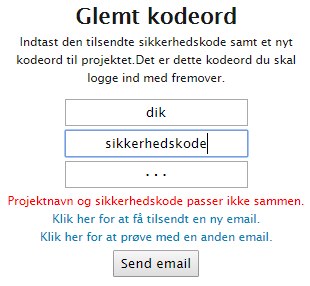 Glemt kodeord
Indtast den tilsendte sikkerhedskode samt et nyt
kodeord til projektet.Det er dette kodeord du skal
logge ind med fremover.
dik
sikkerhedskode
...
Projektnavn og sikkerhedskode passer ikke sammen.
Klik her for at få tilsendt en ny email.
Klik her for at prøve med en anden email.
Send email